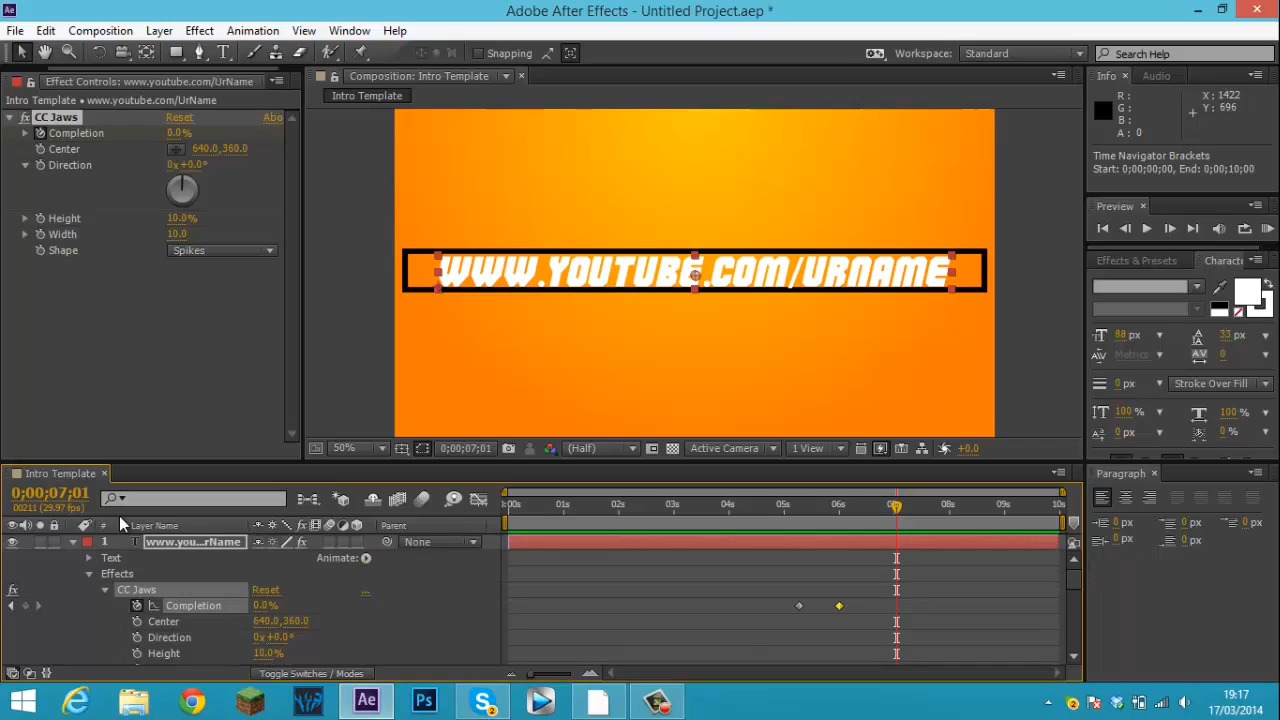 Adobe After Effects - Untitled Project.aep *
File Edit Composition Layer Effect Animation View Window Help
Snapping
Workspace: Standard
Search Help
Effect Controls: www.youtube.com/UrName
Intro Template • www.youtube.com/UrName
fx CC Jaws Reset Abo
Completion 0.0%
Center 640.0,360.0
Direction 0x+0.0°
Height 10.0%
Width 10.0
Shape Spikes
Composition: Intro Template
Intro Template
WWW.YOUTUBE.COM/URNAME
50% 0;00;07;01 (Half) Active Camera 1 View +0.0
Info Audio
R: X: 1422
G: Y: 696
B:
A: 0
Time Navigator Brackets
Start: 0;00;00;00, End: 0;00;10;00
Preview
Effects & Presets Characte
88 px 33 px
Metrics 0
0 px Stroke Over Fill
100 % 100 %
0 px 0 %
Paragraph
0 px 0 px 0 px
0 px 0 px
Intro Template
0;00;07;01
00211 (29.97 fps)
:00s 01s 02s 03s 04s 05s 06s 08s 09s 10s
# Layer Name Parent
1 T www.you...rName None
Text Animate:
Effects
fx CC Jaws Reset ...
Completion 0.0%
Center 640.0,360.0
Direction 0x+0.0°
Height 10.0%
Toggle Switches / Modes
Ae Ps
2
19:17
17/03/2014